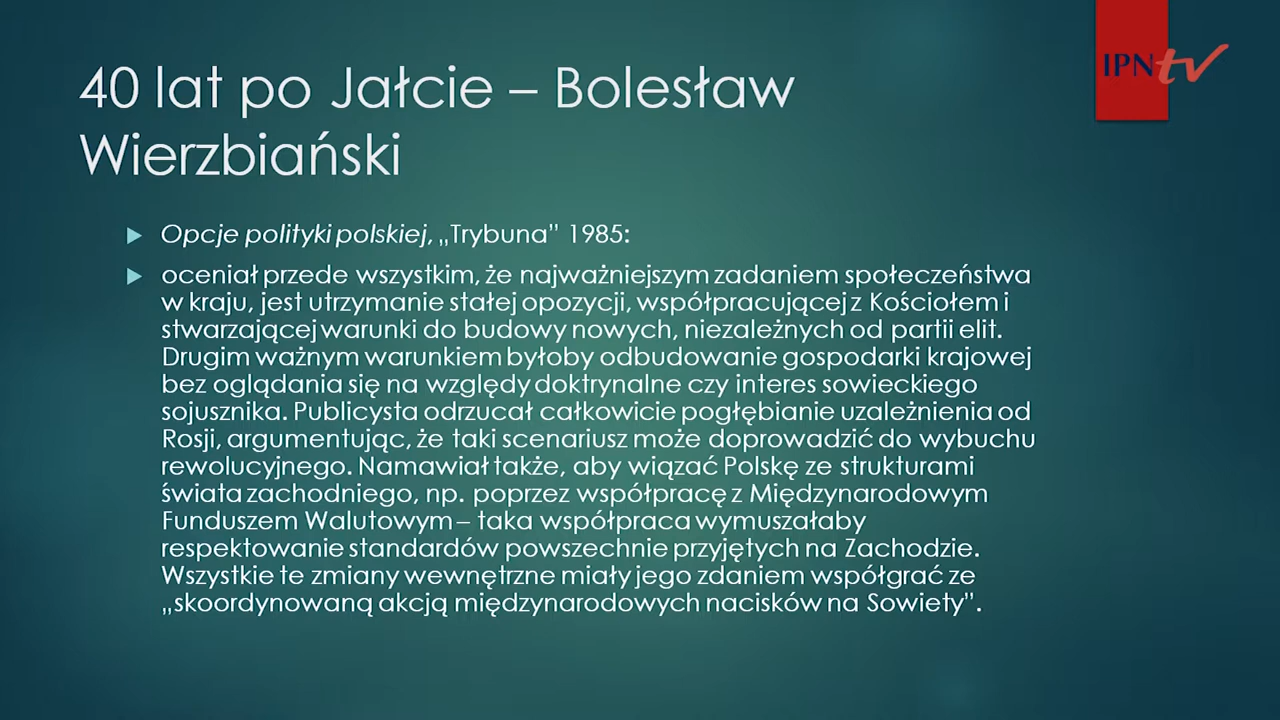 40 lat po Jałcie – Bolesław
Wierzbiański
IPNtv
Opcje polityki polskiej, „Trybuna” 1985:
oceniał przede wszystkim, że najważniejszym zadaniem społeczeństwa
w kraju, jest utrzymanie stałej opozycji, współpracującej z Kościołem i
stwarzającej warunki do budowy nowych, niezależnych od partii elit.
Drugim ważnym warunkiem byłoby odbudowanie gospodarki krajowej
bez oglądania się na względy doktrynalne czy interes sowieckiego
sojusznika. Publicysta odrzucał całkowicie pogłębianie uzależnienia od
Rosji, argumentując, że taki scenariusz może doprowadzić do wybuchu
rewolucyjnego. Namawiał także, aby wiązać Polskę ze strukturami
świata zachodniego, np. poprzez współpracę z Międzynarodowym
Funduszem Walutowym – taka współpraca wymuszałaby
respektowanie standardów powszechnie przyjętych na Zachodzie.
Wszystkie te zmiany wewnętrzne miały jego zdaniem współgrać ze
„skoordynowaną akcją międzynarodowych nacisków na Sowiety”.